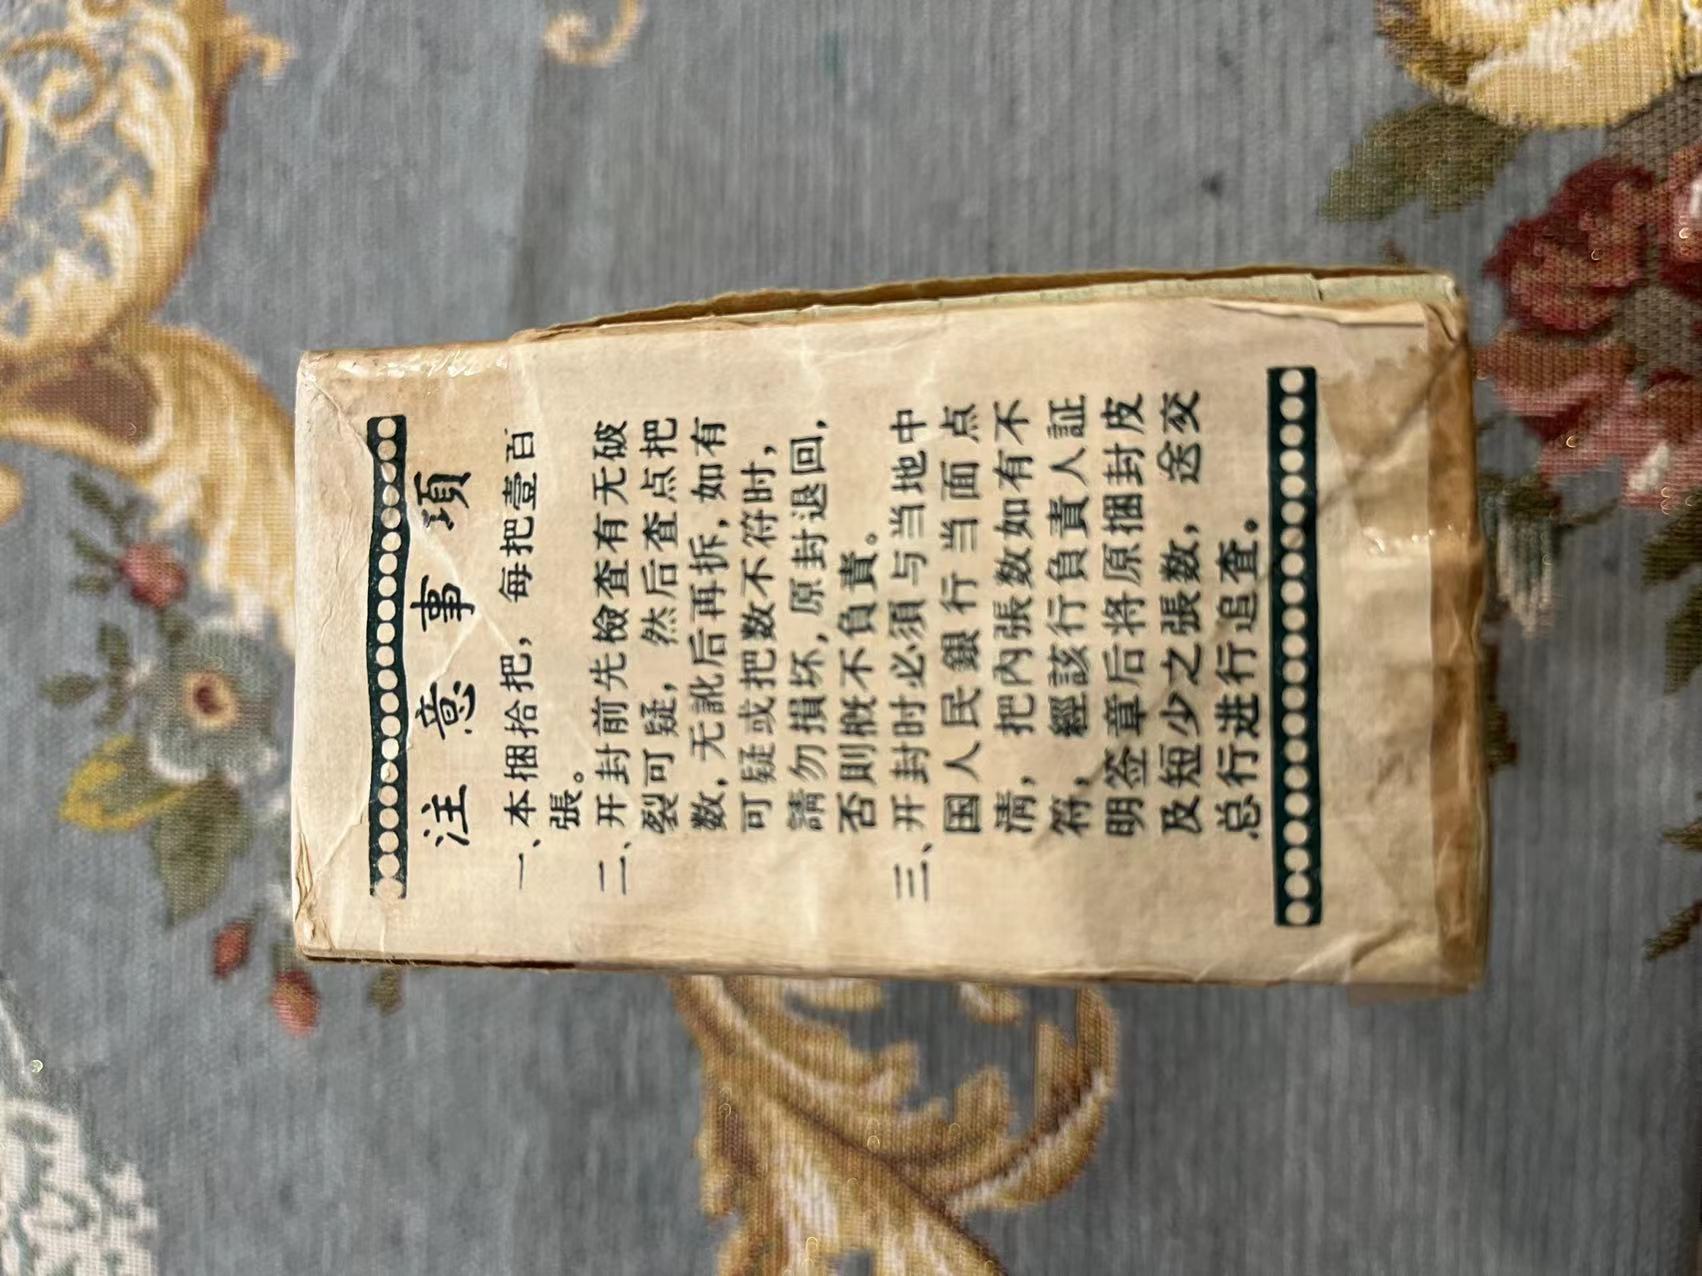 注意事項
一、本捆拾把，每把壹百
張。
二、开封前先檢査有无破
裂可疑，然后査点把
数，无訛后再拆，如有
可疑或把数不符时，
請勿損坏，原封退回，
否則概不負責。
三、开封时必須与当地中
国人民銀行当面点
清，把內張数如有不
符，經該行負責人証
明签章后将原捆封皮
及短少之張数，送交
总行进行追査。